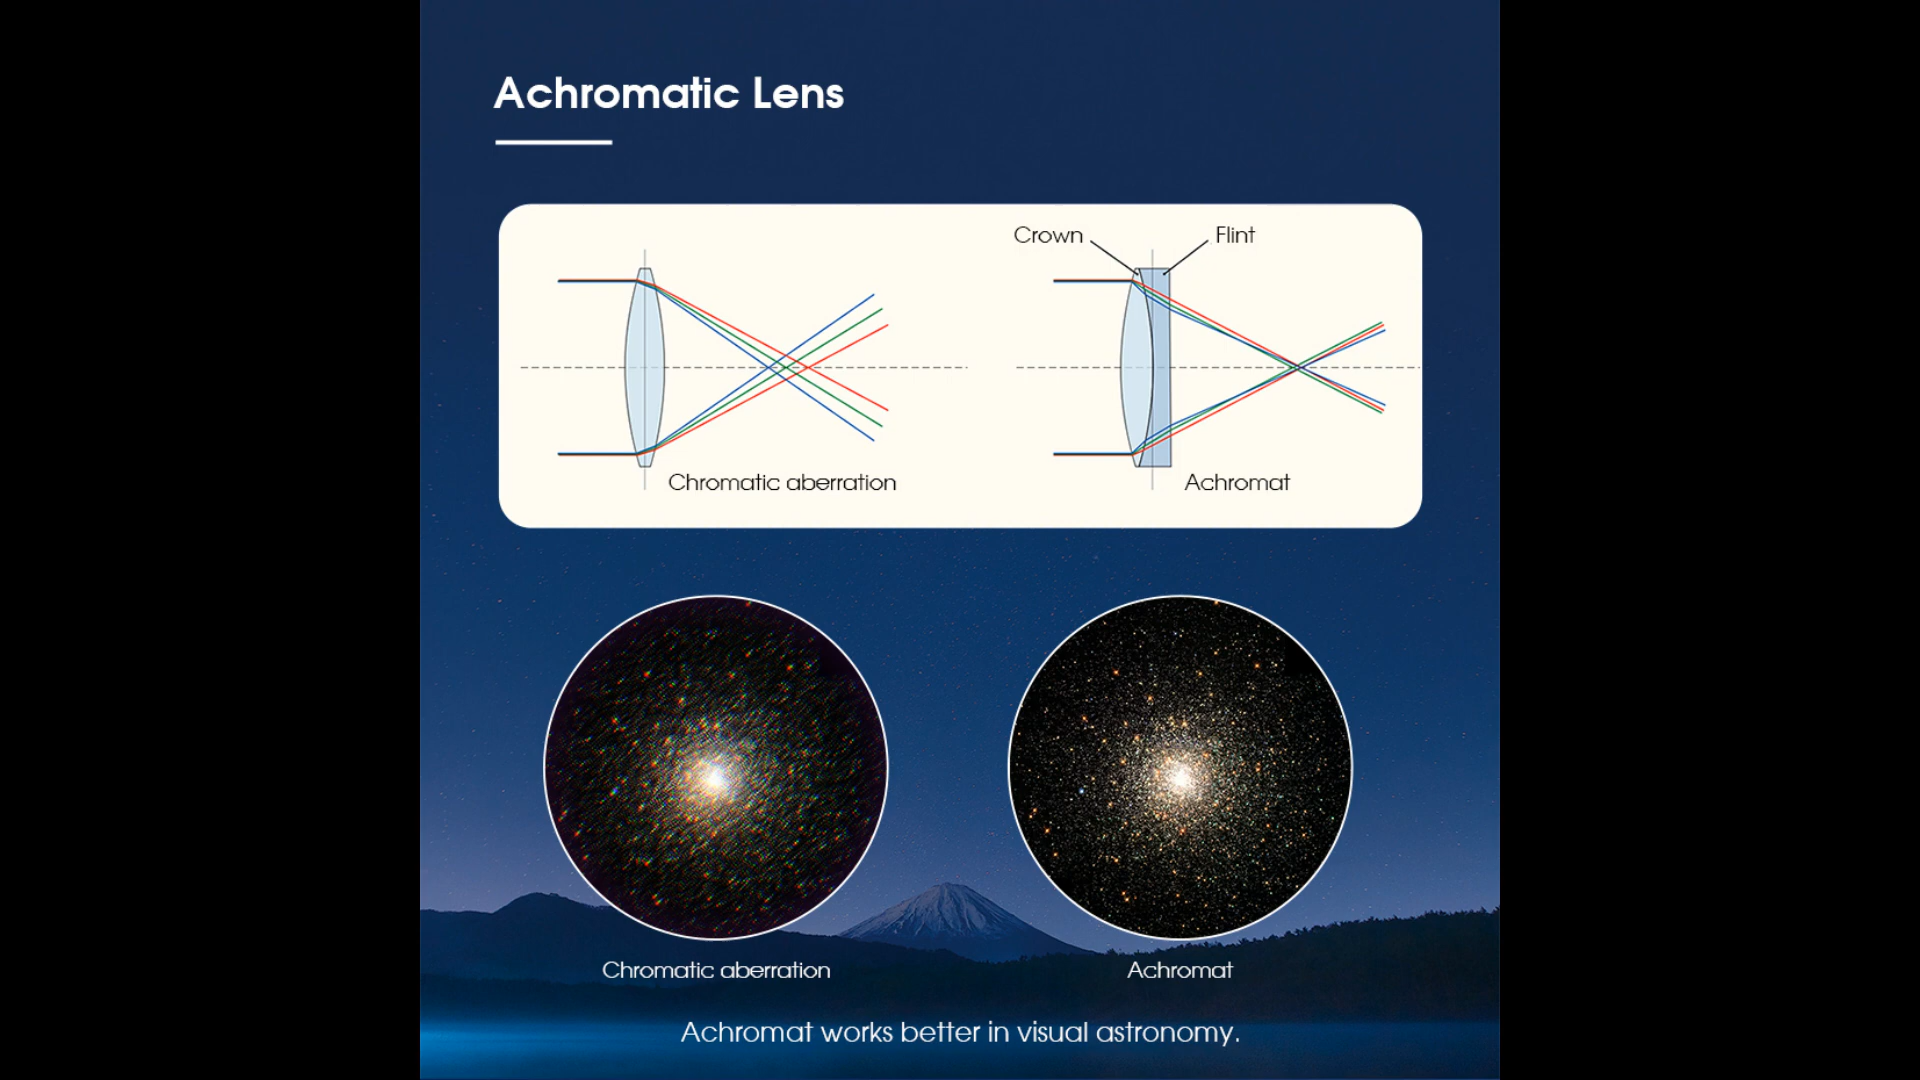 Achromatic Lens
Crown
Flint
Chromatic aberration
Achromat
Chromatic aberration
Achromat
Achromat works better in visual astronomy.